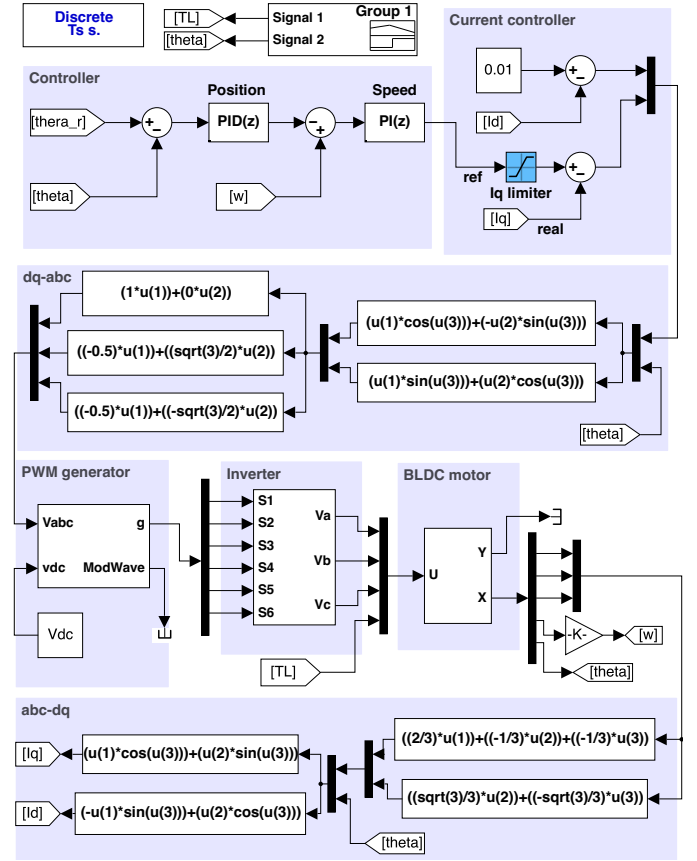 Discrete
Ts s.
[TL]
[theta]
Signal 1
Signal 2
Group 1
Current controller
0.01
+
−
[Id]
ref
Iq limiter
+
−
[Iq]
real
Controller
[thera_r]
+
−
[theta]
Position
PID(z)
−
+
[w]
Speed
PI(z)
dq-abc
(1*u(1))+(0*u(2))
((-0.5)*u(1))+((sqrt(3)/2)*u(2))
((-0.5)*u(1))+((-sqrt(3)/2)*u(2))
(u(1)*cos(u(3)))+(-u(2)*sin(u(3)))
(u(1)*sin(u(3)))+(u(2)*cos(u(3)))
[theta]
PWM generator
Vabc
g
vdc
ModWave
Vdc
Inverter
S1
S2
S3
S4
S5
S6
Va
Vb
Vc
[TL]
BLDC motor
U
Y
X
-K-
[w]
[theta]
abc-dq
[Iq]
(u(1)*cos(u(3)))+(u(2)*sin(u(3)))
((2/3)*u(1))+((-1/3)*u(2))+((-1/3)*u(3))
[Id]
(-u(1)*sin(u(3)))+(u(2)*cos(u(3)))
((sqrt(3)/3)*u(2))+((-sqrt(3)/3)*u(3))
[theta]